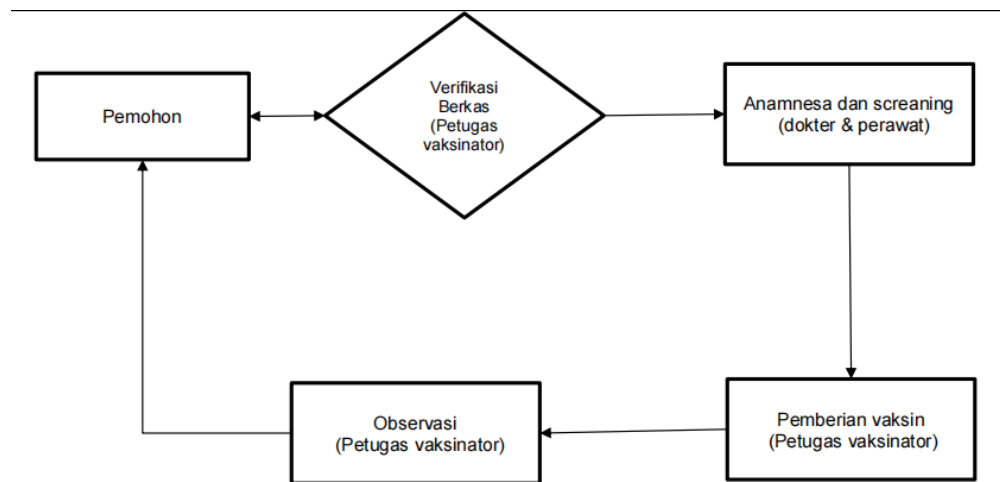 Pemohon
Verifikasi
Berkas
(Petugas
vaksinator)
Anamnesa dan screaning
(dokter & perawat)
Observasi
(Petugas vaksinator)
Pemberian vaksin
(Petugas vaksinator)